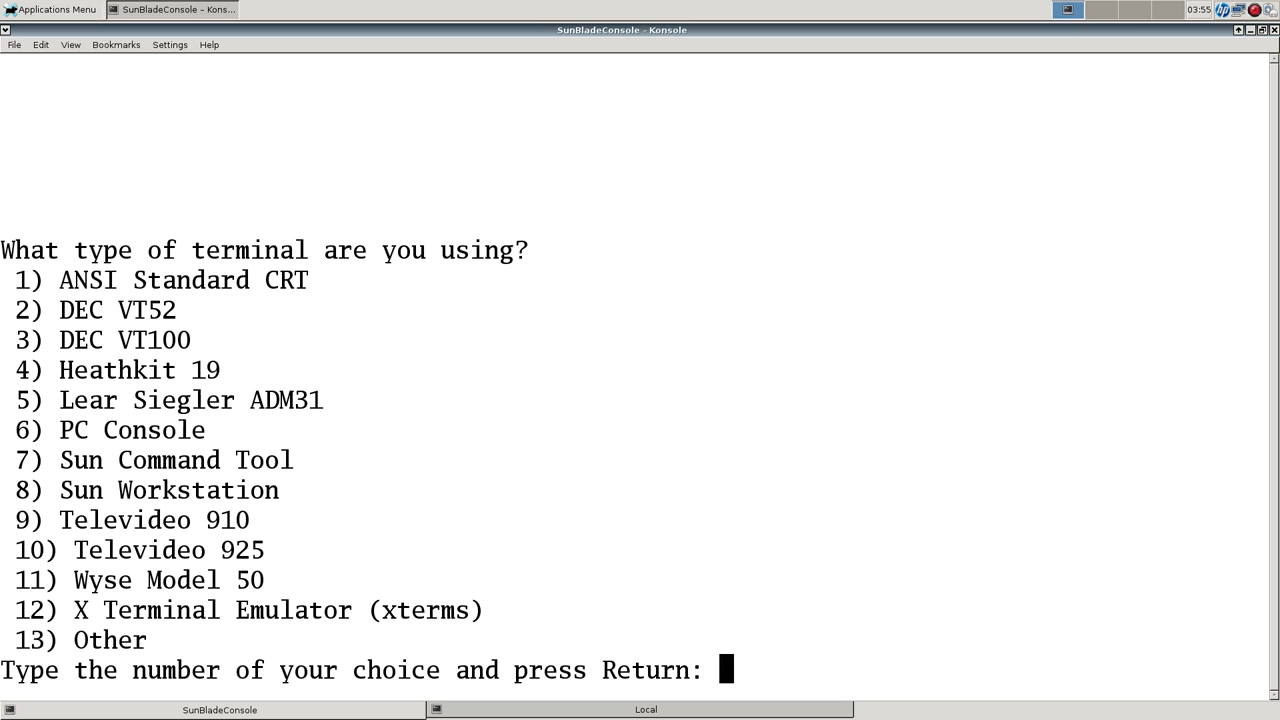 Applications Menu
SunBladeConsole – Kons...
03:55
SunBladeConsole – Konsole
File Edit View Bookmarks Settings Help
What type of terminal are you using?
1) ANSI Standard CRT
2) DEC VT52
3) DEC VT100
4) Heathkit 19
5) Lear Siegler ADM31
6) PC Console
7) Sun Command Tool
8) Sun Workstation
9) Televideo 910
10) Televideo 925
11) Wyse Model 50
12) X Terminal Emulator (xterms)
13) Other
Type the number of your choice and press Return:
SunBladeConsole
Local